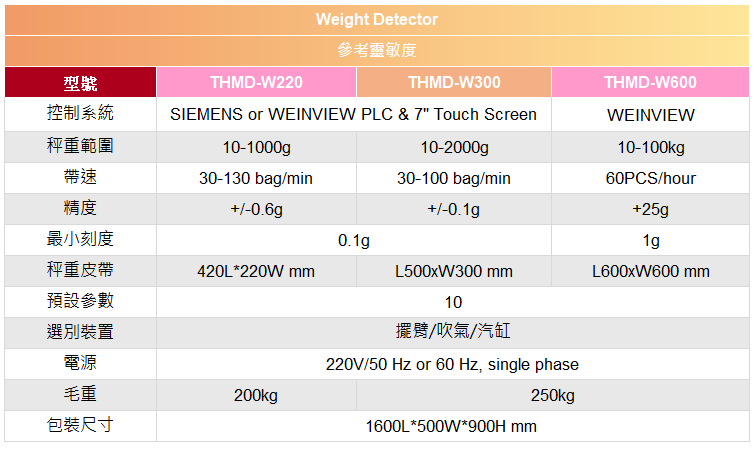 Weight Detector
參考靈敏度
型號 THMD-W220 THMD-W300 THMD-W600
控制系統 SIEMENS or WEINVIEW PLC & 7" Touch Screen WEINVIEW
秤重範圍 10-1000g 10-2000g 10-100kg
帶速 30-130 bag/min 30-100 bag/min 60PCS/hour
精度 +/-0.6g +/-0.1g +25g
最小刻度 0.1g 1g
秤重皮帶 420L*220W mm L500xW300 mm L600xW600 mm
預設參數 10
選別裝置 擺臂/吹氣/汽缸
電源 220V/50 Hz or 60 Hz, single phase
毛重 200kg 250kg
包裝尺寸 1600L*500W*900H mm